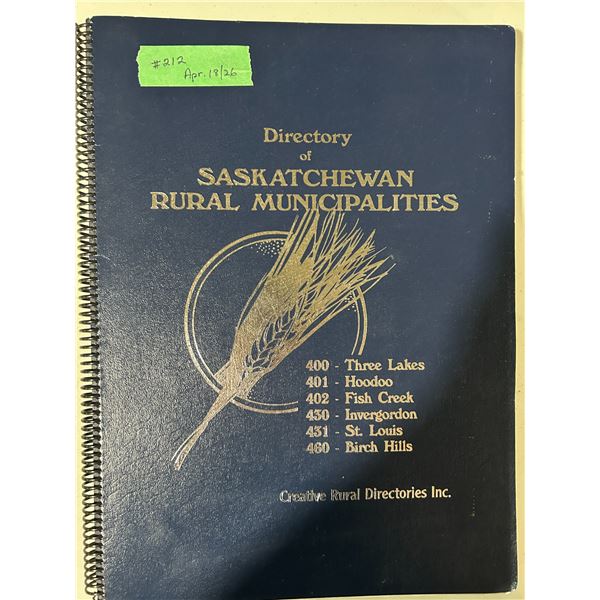 #212
Apr. 18/26
Directory
of
SASKATCHEWAN
RURAL MUNICIPALITIES
400 - Three Lakes
401 - Hoodoo
402 - Fish Creek
430 - Invergordon
431 - St. Louis
460 - Birch Hills
Creative Rural Directories Inc.